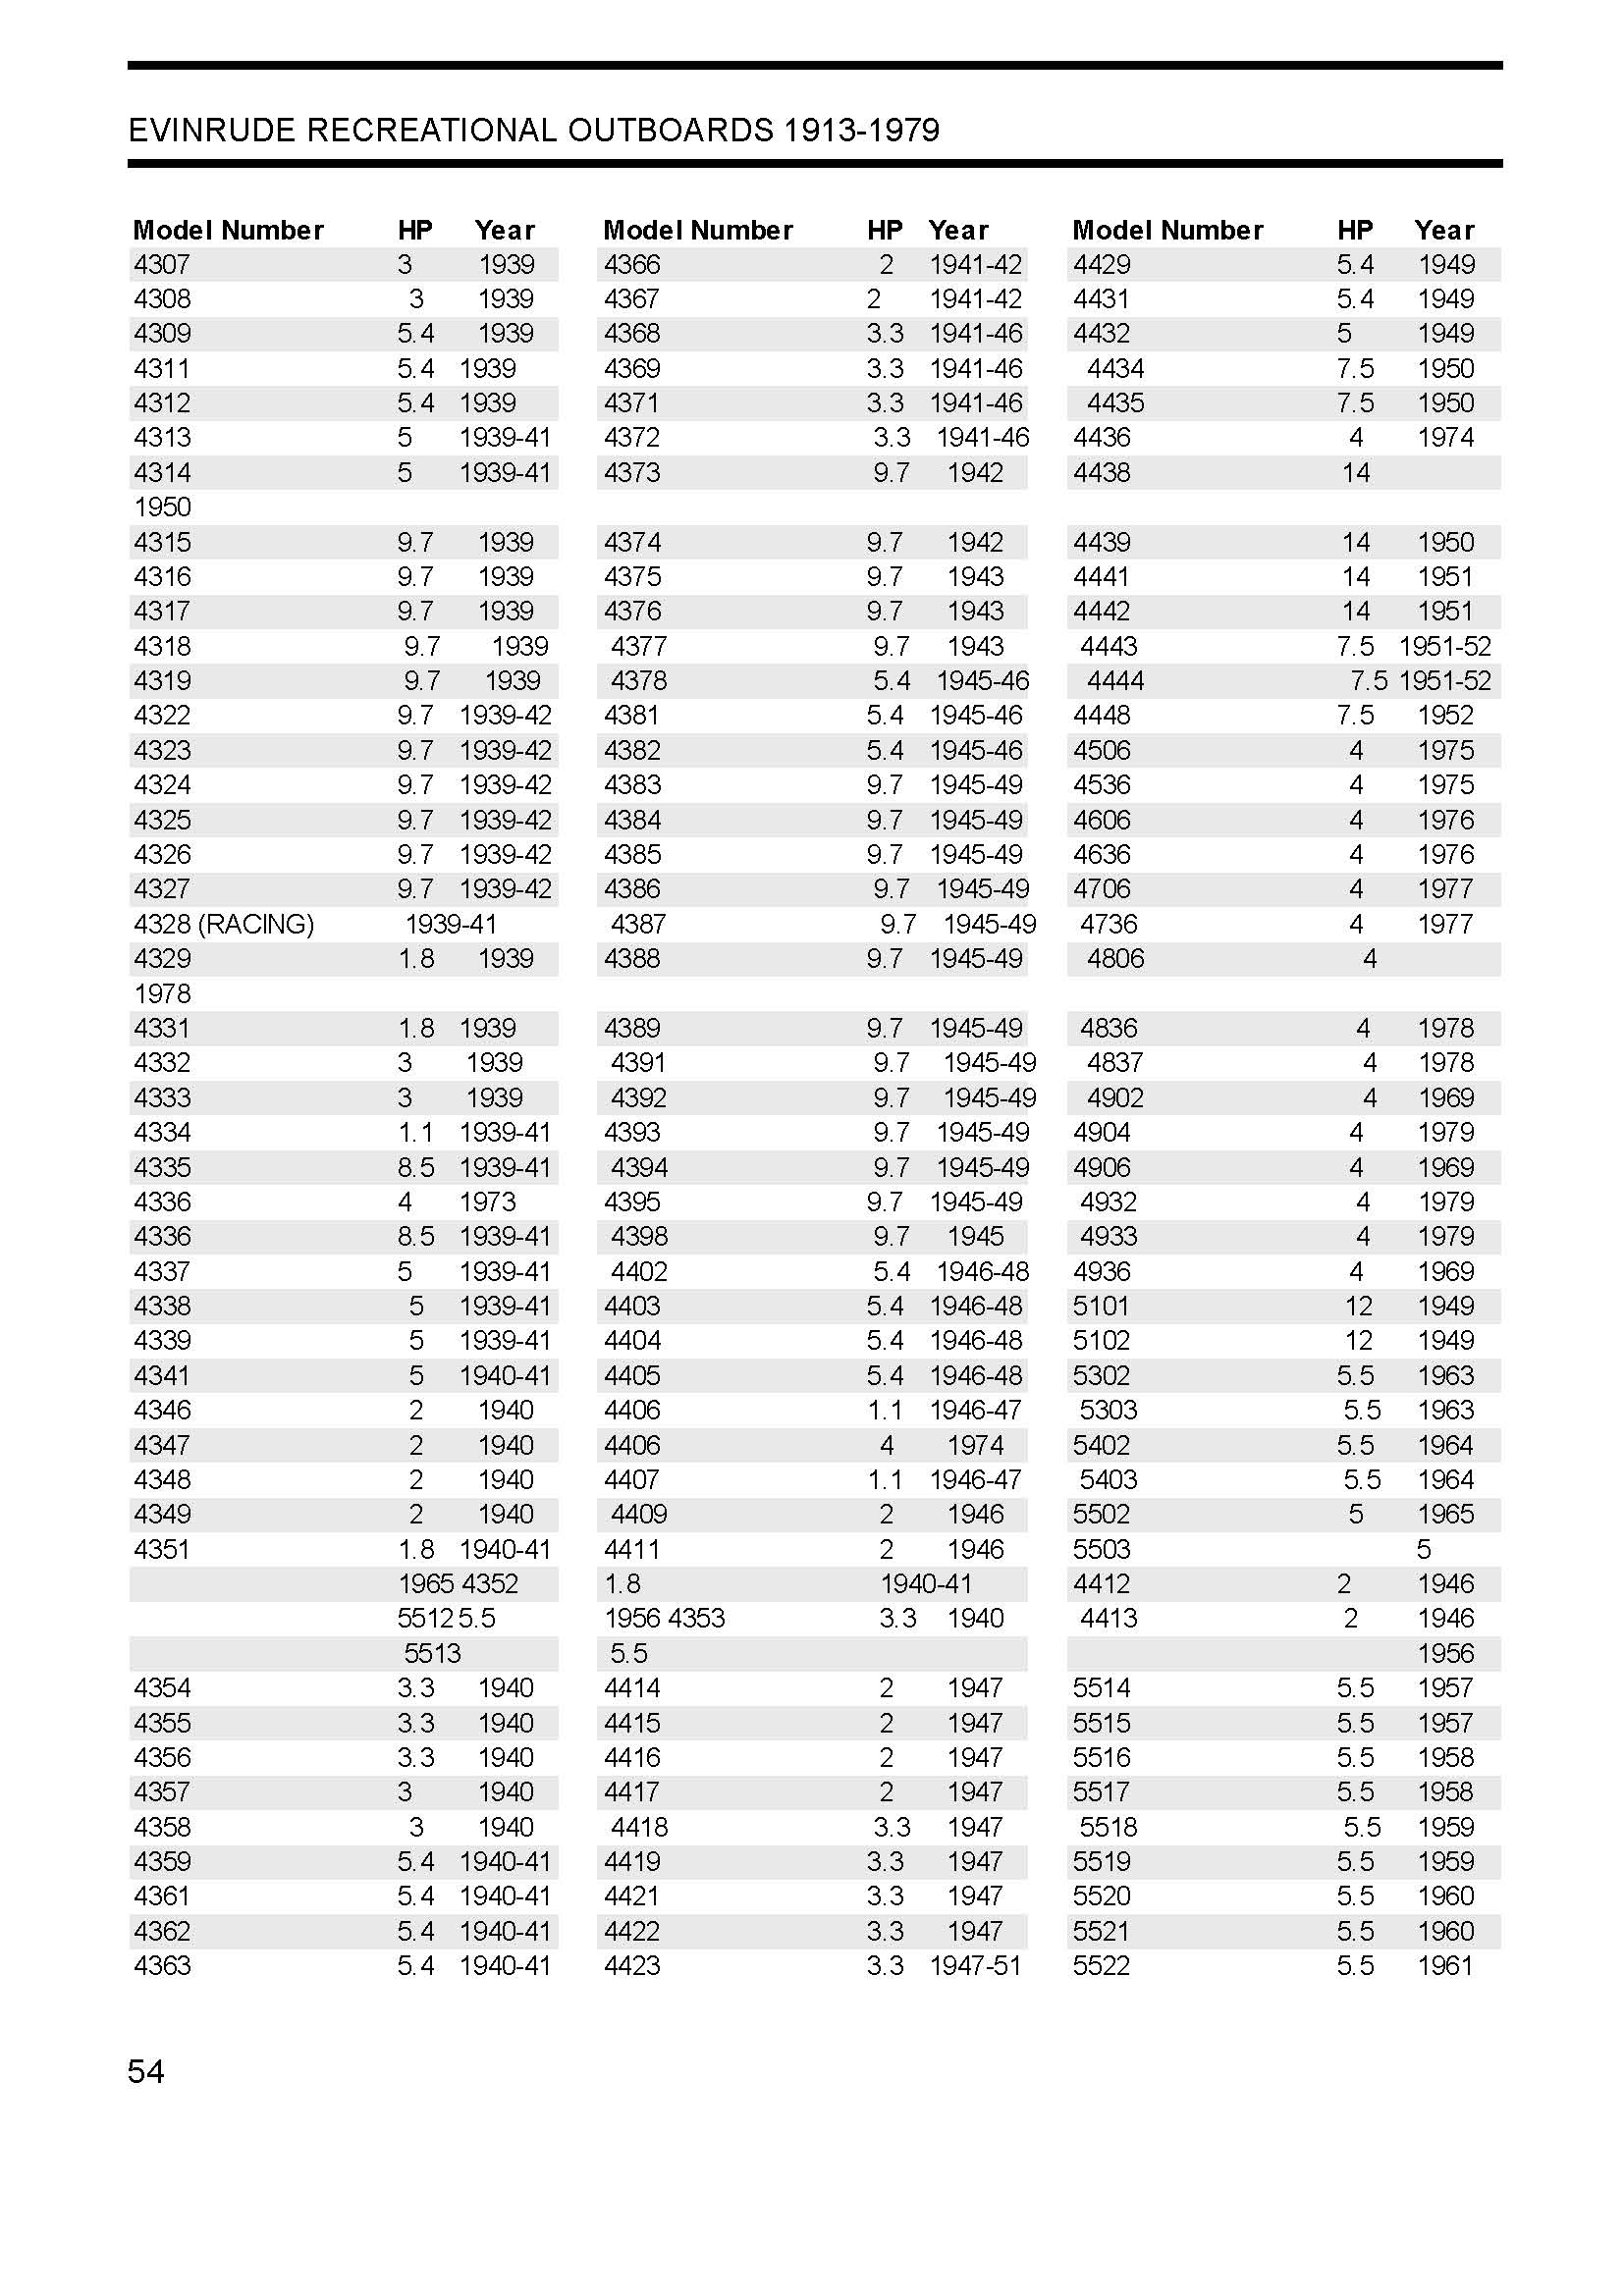 EVINRUDE RECREATIONAL OUTBOARDS 1913-1979
Model Number HP Year Model Number HP Year Model Number HP Year
4307 3 1939 4366 2 1941-42 4429 5.4 1949
4308 3 1939 4367 2 1941-42 4431 5.4 1949
4309 5.4 1939 4368 3.3 1941-46 4432 5 1949
4311 5.4 1939 4369 3.3 1941-46 4434 7.5 1950
4312 5.4 1939 4371 3.3 1941-46 4435 7.5 1950
4313 5 1939-41 4372 3.3 1941-46 4436 4 1974
4314 5 1939-41 4373 9.7 1942 4438 14
1950
4315 9.7 1939 4374 9.7 1942 4439 14 1950
4316 9.7 1939 4375 9.7 1943 4441 14 1951
4317 9.7 1939 4376 9.7 1943 4442 14 1951
4318 9.7 1939 4377 9.7 1943 4443 7.5 1951-52
4319 9.7 1939 4378 5.4 1945-46 4444 7.5 1951-52
4322 9.7 1939-42 4381 5.4 1945-46 4448 7.5 1952
4323 9.7 1939-42 4382 5.4 1945-46 4506 4 1975
4324 9.7 1939-42 4383 9.7 1945-49 4536 4 1975
4325 9.7 1939-42 4384 9.7 1945-49 4606 4 1976
4326 9.7 1939-42 4385 9.7 1945-49 4636 4 1976
4327 9.7 1939-42 4386 9.7 1945-49 4706 4 1977
4328 (RACING) 1939-41 4387 9.7 1945-49 4736 4 1977
4329 1.8 1939 4388 9.7 1945-49 4806 4
1978
4331 1.8 1939 4389 9.7 1945-49 4836 4 1978
4332 3 1939 4391 9.7 1945-49 4837 4 1978
4333 3 1939 4392 9.7 1945-49 4902 4 1969
4334 1.1 1939-41 4393 9.7 1945-49 4904 4 1979
4335 8.5 1939-41 4394 9.7 1945-49 4906 4 1969
4336 4 1973 4395 9.7 1945-49 4932 4 1979
4336 8.5 1939-41 4398 9.7 1945 4933 4 1979
4337 5 1939-41 4402 5.4 1946-48 4936 4 1969
4338 5 1939-41 4403 5.4 1946-48 5101 12 1949
4339 5 1939-41 4404 5.4 1946-48 5102 12 1949
4341 5 1940-41 4405 5.4 1946-48 5302 5.5 1963
4346 2 1940 4406 1.1 1946-47 5303 5.5 1963
4347 2 1940 4406 4 1974 5402 5.5 1964
4348 2 1940 4407 1.1 1946-47 5403 5.5 1964
4349 2 1940 4409 2 1946 5502 5 1965
4351 1.8 1940-41 4411 2 1946 5503 5
1965 4352 1.8 1940-41 4412 2 1946
5512 5.5 1956 4353 3.3 1940 4413 2 1946
5513 5.5 1956
4354 3.3 1940 4414 2 1947 5514 5.5 1957
4355 3.3 1940 4415 2 1947 5515 5.5 1957
4356 3.3 1940 4416 2 1947 5516 5.5 1958
4357 3 1940 4417 2 1947 5517 5.5 1958
4358 3 1940 4418 3.3 1947 5518 5.5 1959
4359 5.4 1940-41 4419 3.3 1947 5519 5.5 1959
4361 5.4 1940-41 4421 3.3 1947 5520 5.5 1960
4362 5.4 1940-41 4422 3.3 1947 5521 5.5 1960
4363 5.4 1940-41 4423 3.3 1947-51 5522 5.5 1961
54